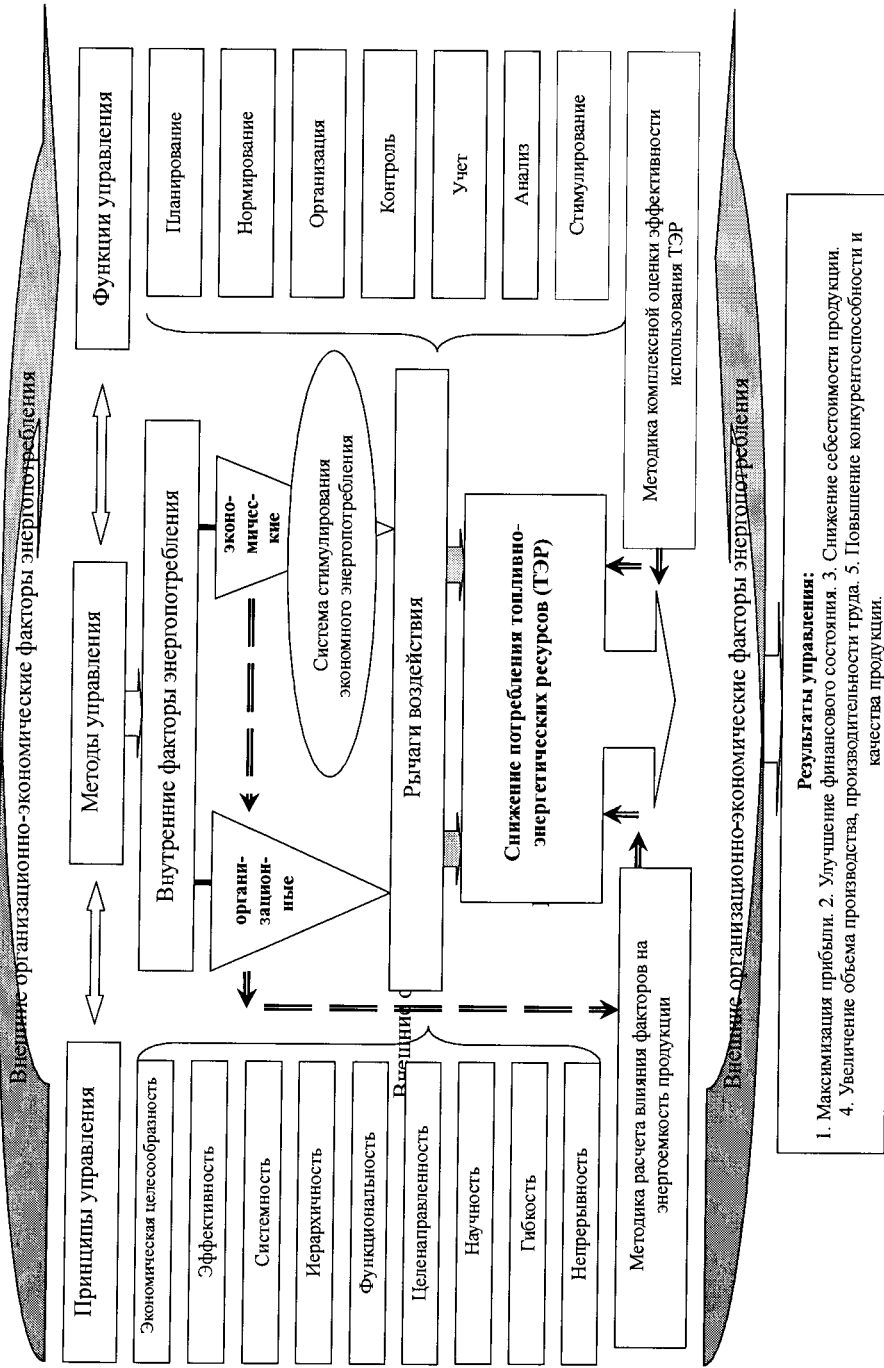 Внешние организационно-экономические факторы энергопотребления
Принципы управления
Методы управления
Функции управления
Экономическая целесообразность
Эффективность
Системность
Иерархичность
Функциональность
Целенаправленность
Научность
Гибкость
Непрерывность
Внешние
Внутренние факторы энергопотребления
органи-
зацион-
ные
эконо-
мичес-
кие
Система стимулирования
экономного энергопотребления
Рычаги воздействия
Снижение потребления топливно-
энергетических ресурсов (ТЭР)
Планирование
Нормирование
Организация
Контроль
Учет
Анализ
Стимулирование
Методика расчета влияния факторов на
энергоемкость продукции
Методика комплексной оценки эффективности
использования ТЭР
Внешние организационно-экономические факторы энергопотребления
Результаты управления:
1. Максимизация прибыли. 2. Улучшение финансового состояния. 3. Снижение себестоимости продукции.
4. Увеличение объема производства, производительности труда. 5. Повышение конкурентоспособности и
качества продукции.